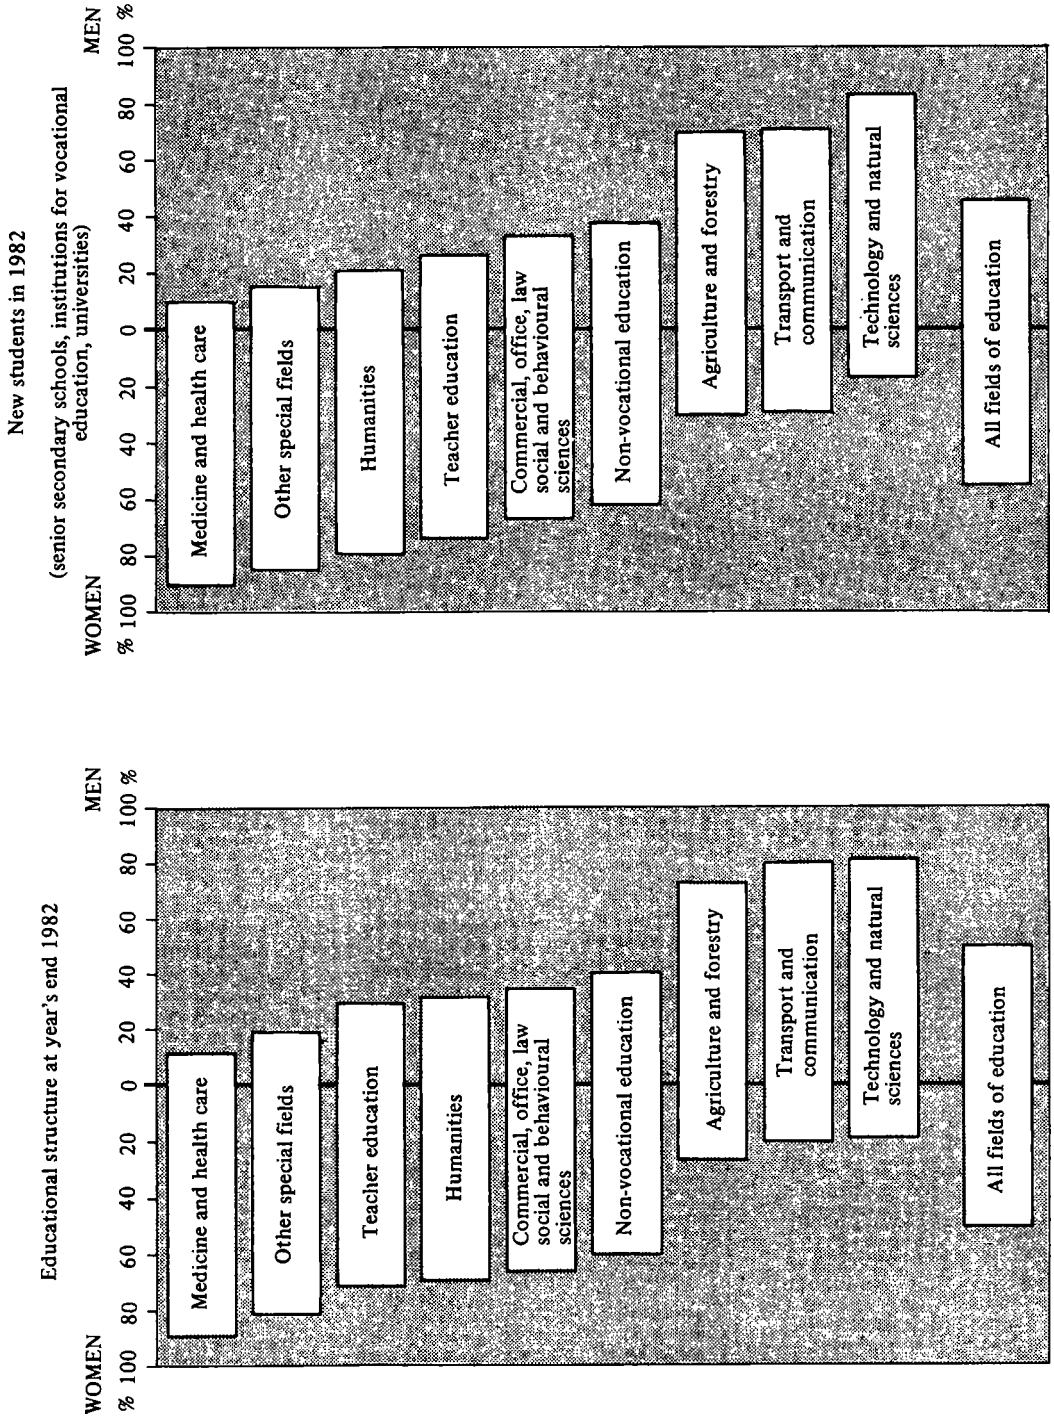 Educational structure at year's end 1982
WOMEN MEN
% 100 80 60 40 20 0 20 40 60 80 100 %
Medicine and health care
Other special fields
Teacher education
Humanities
Commercial, office, law
social and behavioural
sciences
Non-vocational education
Agriculture and forestry
Transport and
communication
Technology and natural
sciences
All fields of education
New students in 1982
(senior secondary schools, institutions for vocational
education, universities)
WOMEN MEN
% 100 80 60 40 20 0 20 40 60 80 100 %
Medicine and health care
Other special fields
Humanities
Teacher education
Commercial, office, law
social and behavioural
sciences
Non-vocational education
Agriculture and forestry
Transport and
communication
Technology and natural
sciences
All fields of education